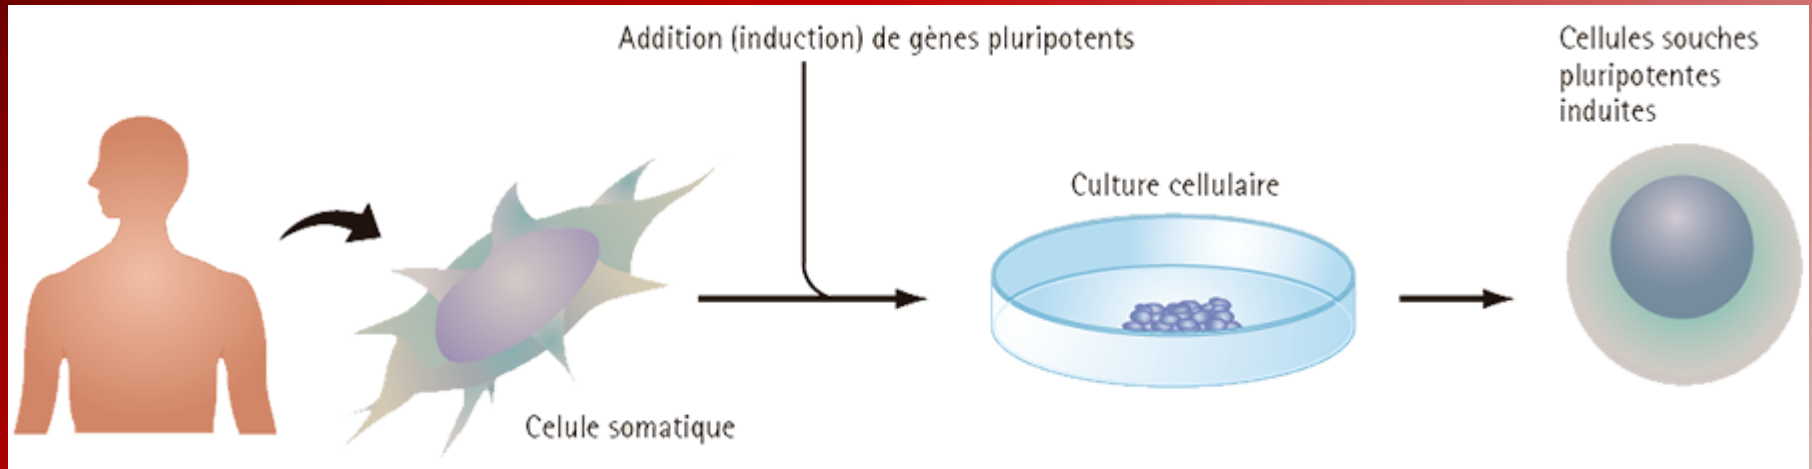 Addition (induction) de gènes pluripotents
Cellules souches
pluripotentes
induites
Culture cellulaire
Celule somatique